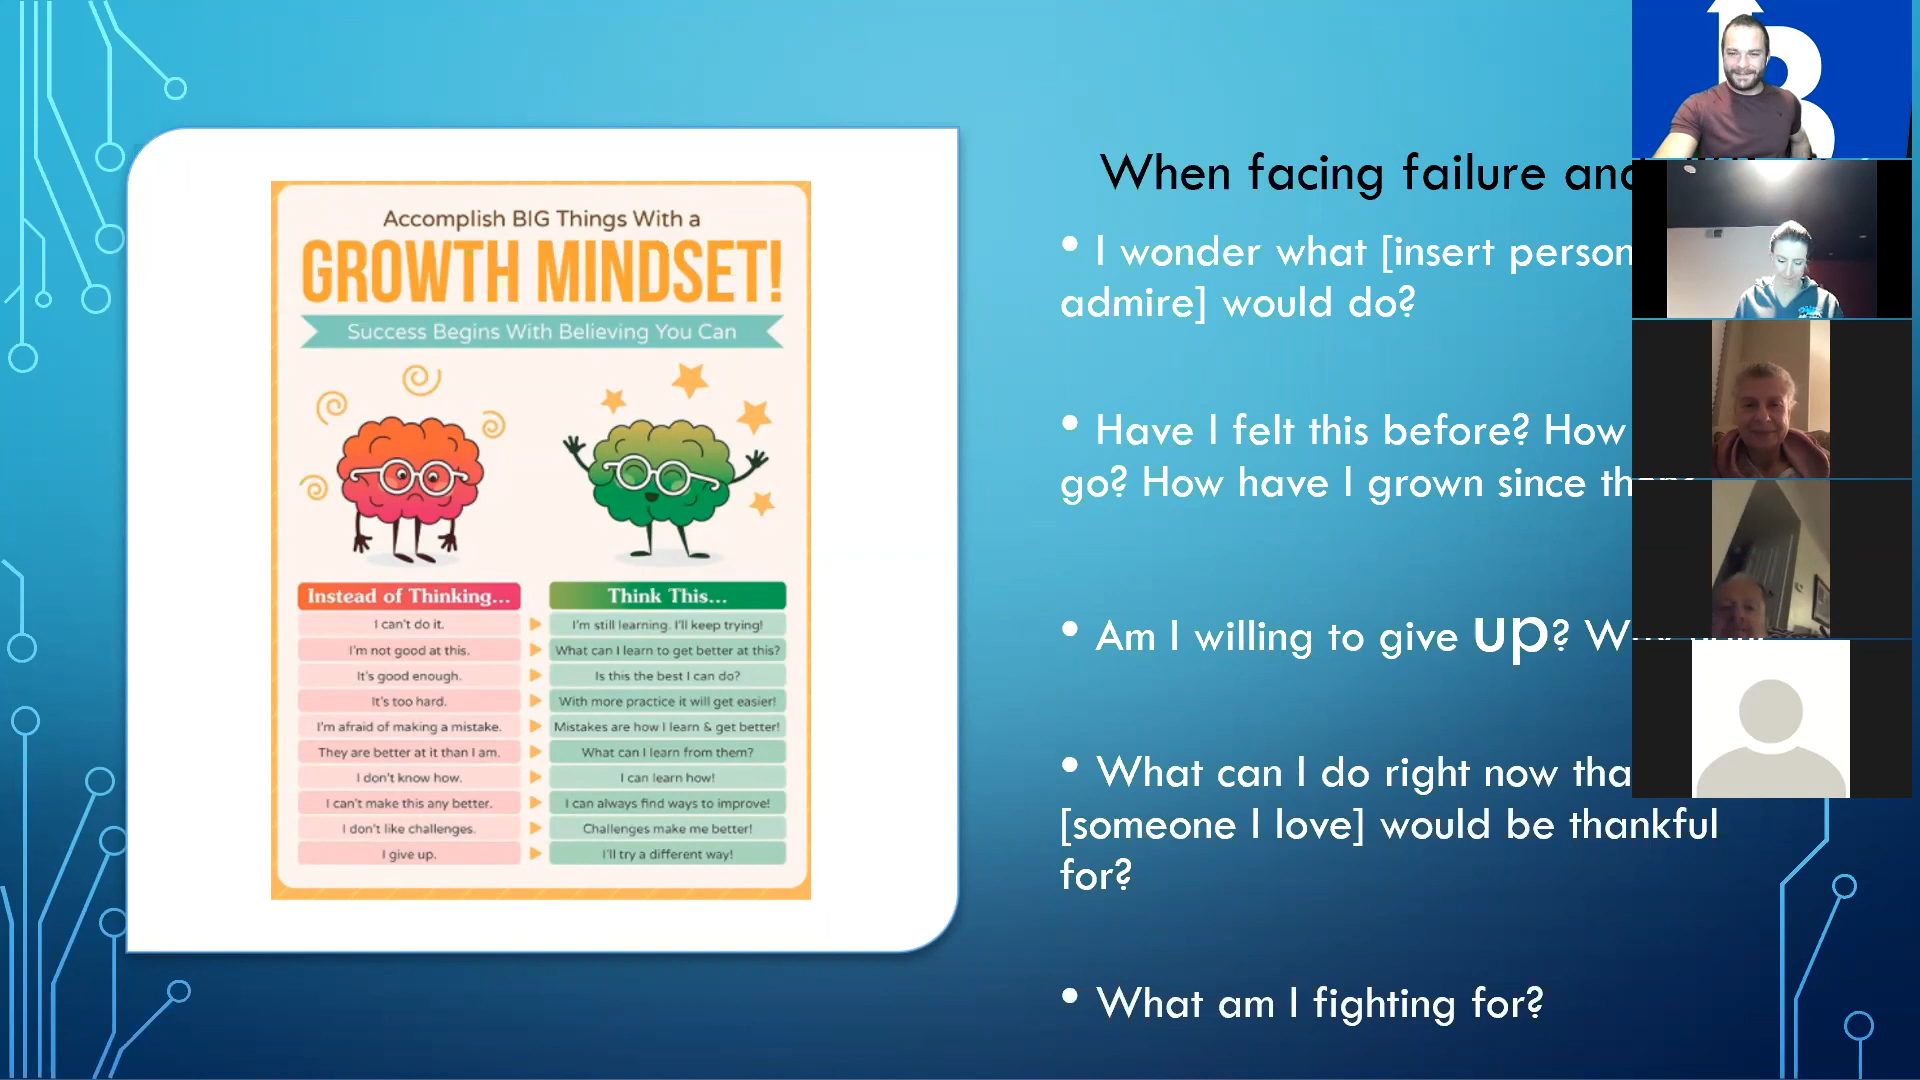 Accomplish BIG Things With a
GROWTH MINDSET!
Success Begins With Believing You Can
Instead of Thinking... Think This...
I can't do it. I'm still learning. I'll keep trying!
I'm not good at this. What can I learn to get better at this?
It's good enough. Is this the best I can do?
It's too hard. With more practice it will get easier!
I'm afraid of making a mistake. Mistakes are how I learn & get better!
They are better at it than I am. What can I learn from them?
I don't know how. I can learn how!
I can't make this any better. I can always find ways to improve!
I don't like challenges. Challenges make me better!
I give up. I'll try a different way!
When facing failure and
• I wonder what [insert person
admire] would do?
• Have I felt this before? How
go? How have I grown since
• Am I willing to give up?
• What can I do right now
[someone I love] would be thankful
for?
• What am I fighting for?
B